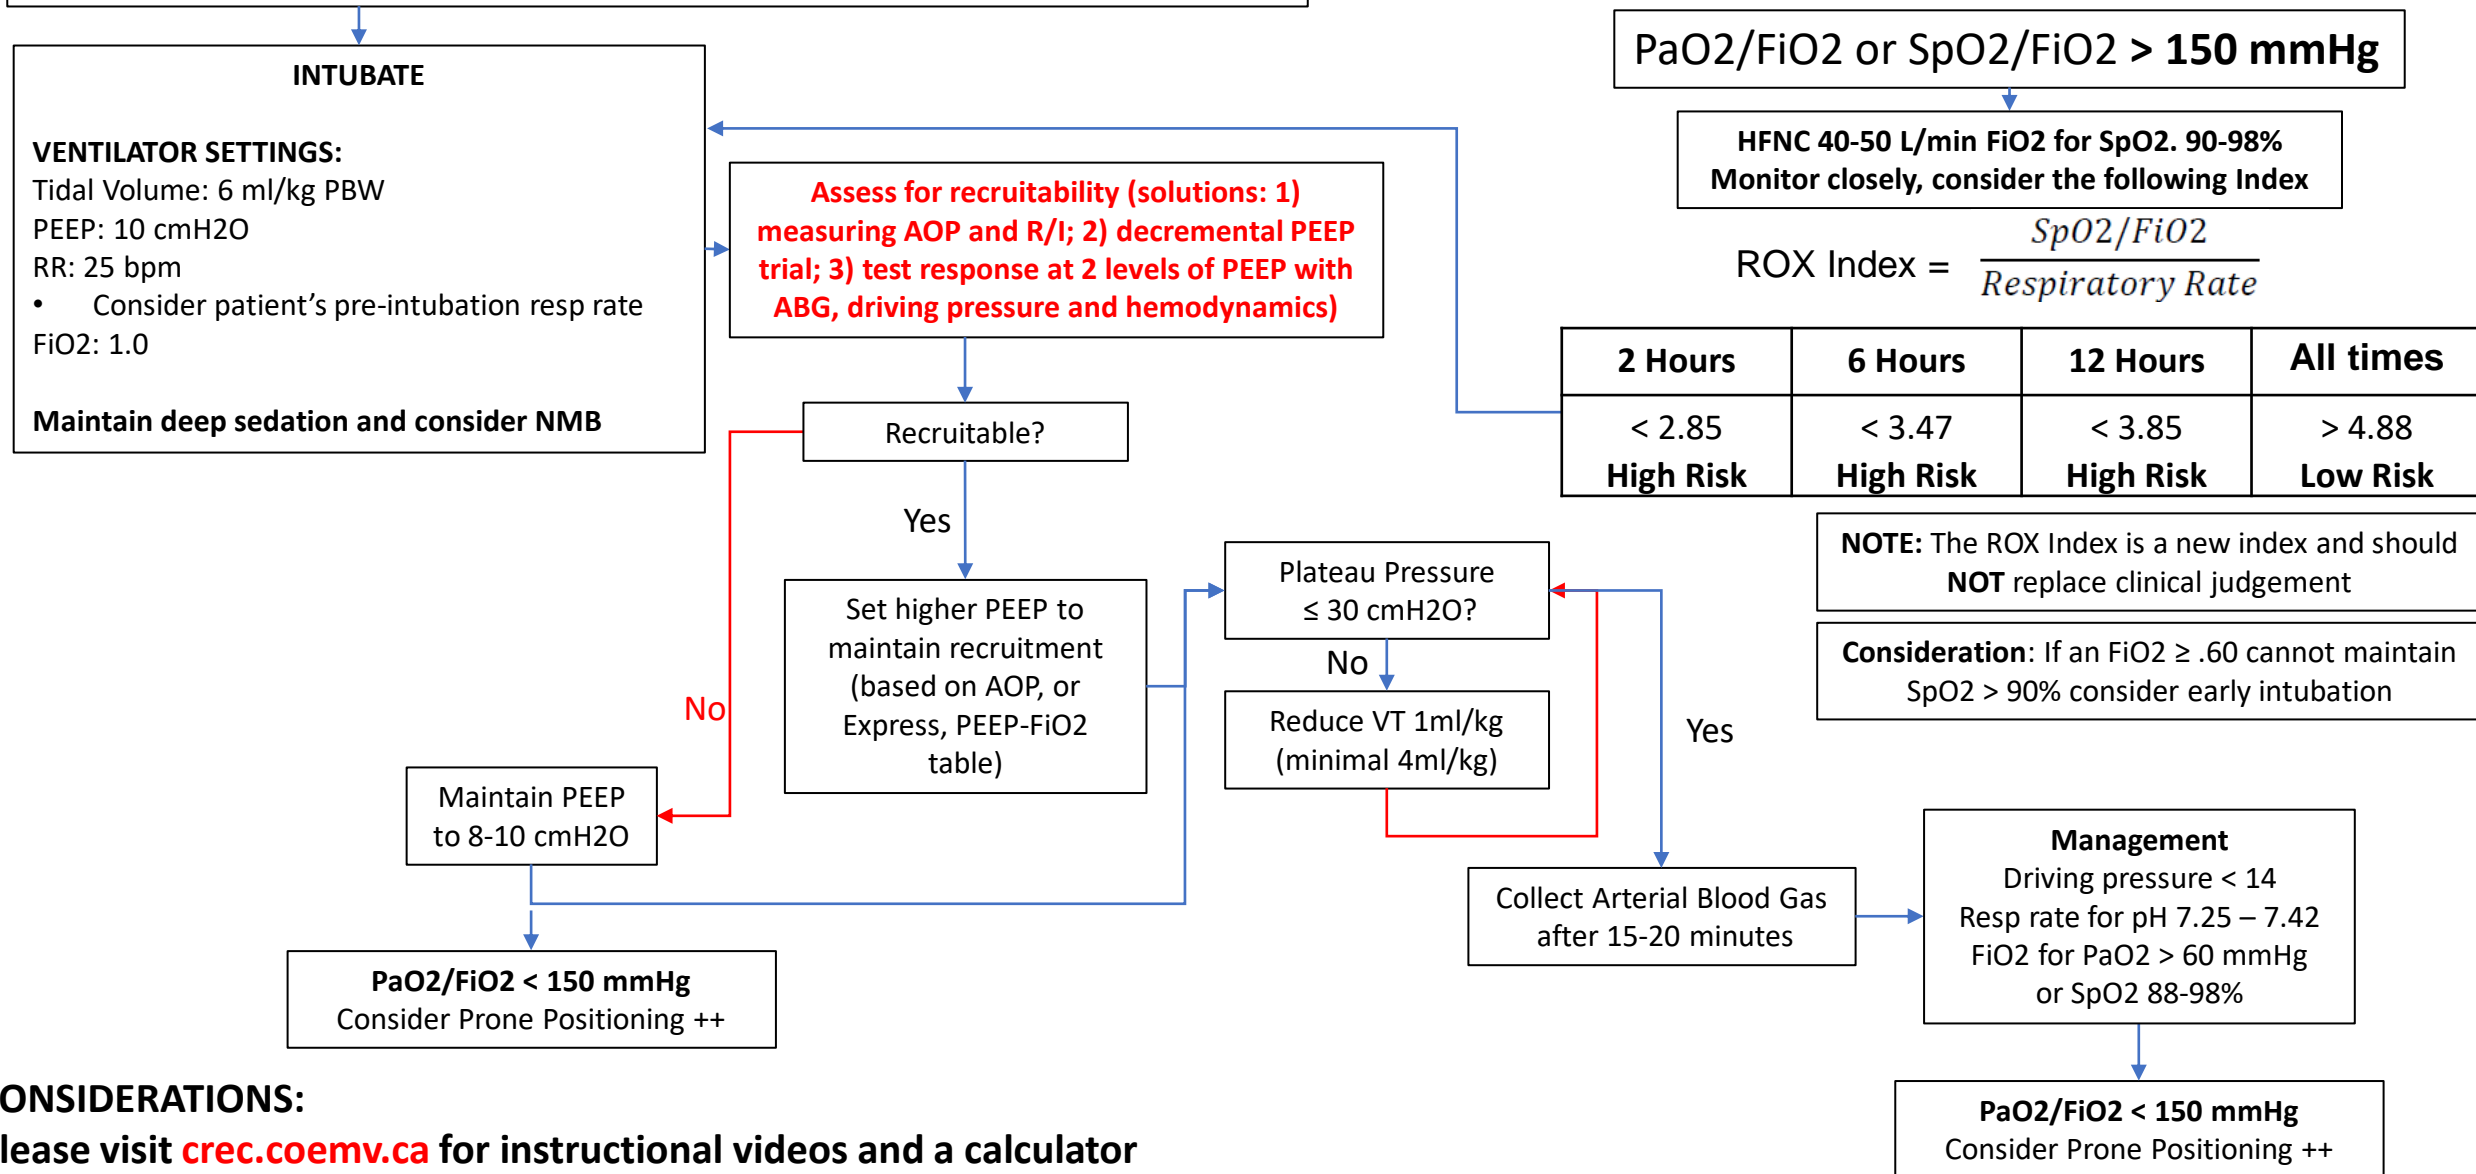 INTUBATE
VENTILATOR SETTINGS:
Tidal Volume: 6 ml/kg PBW
PEEP: 10 cmH2O
RR: 25 bpm
• Consider patient's pre-intubation resp rate
FiO2: 1.0
Maintain deep sedation and consider NMB
Assess for recruitability (solutions: 1)
measuring AOP and R/I; 2) decremental PEEP
trial; 3) test response at 2 levels of PEEP with
ABG, driving pressure and hemodynamics)
Recruitable?
Yes
No
Set higher PEEP to
maintain recruitment
(based on AOP, or
Express, PEEP-FiO2
table)
Maintain PEEP
to 8-10 cmH2O
PaO2/FiO2 < 150 mmHg
Consider Prone Positioning ++
Plateau Pressure
≤ 30 cmH2O?
No
Reduce VT 1ml/kg
(minimal 4ml/kg)
Yes
Collect Arterial Blood Gas
after 15-20 minutes
PaO2/FiO2 or SpO2/FiO2 > 150 mmHg
HFNC 40-50 L/min FiO2 for SpO2. 90-98%
Monitor closely, consider the following Index
ROX Index = SpO2/FiO2
Respiratory Rate
2 Hours 6 Hours 12 Hours All times
< 2.85 < 3.47 < 3.85 > 4.88
High Risk High Risk High Risk Low Risk
NOTE: The ROX Index is a new index and should
NOT replace clinical judgement
Consideration: If an FiO2 ≥ .60 cannot maintain
SpO2 > 90% consider early intubation
Management
Driving pressure < 14
Resp rate for pH 7.25 – 7.42
FiO2 for PaO2 > 60 mmHg
or SpO2 88-98%
PaO2/FiO2 < 150 mmHg
Consider Prone Positioning ++
ONSIDERATIONS:
lease visit crec.coemv.ca for instructional videos and a calculator